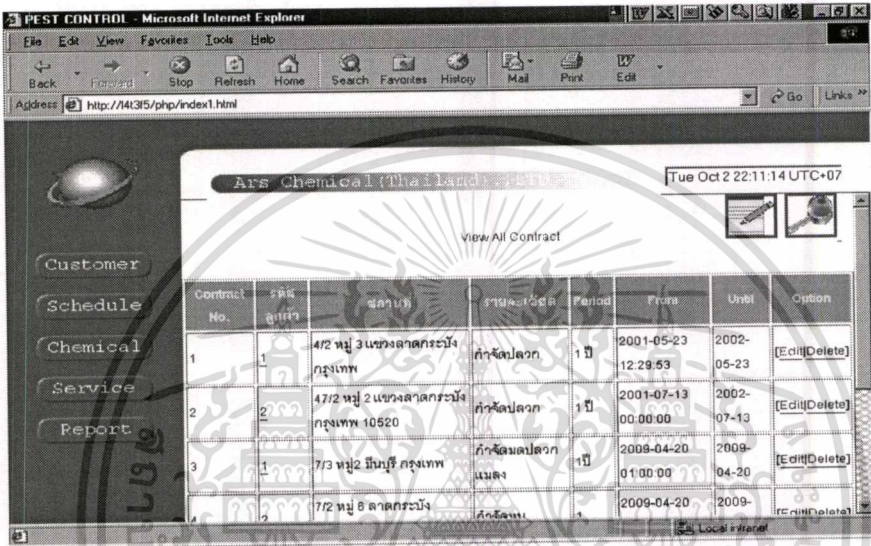 PEST CONTROL - Microsoft Internet Explorer
File Edit View Favorites Tools Help
Back Forward Stop Refresh Home Search Favorites History Mail Print Edit
Address http://l4t3f5/php/index1.html Go Links »
Ars Chemical (Thailand)
Tue Oct 2 22:11:14 UTC+07
View All Contract
Customer
Schedule
Chemical
Service
Report
Contract No. รหัสลูกค้า สถานที่ รายละเอียด Period From Until Option
1 1 4/2 หมู่ 3 แขวงลาดกระบัง กรุงเทพ กำจัดปลวก 1 ปี 2001-05-23 12:29:53 2002-05-23 [Edit|Delete]
2 2 47/2 หมู่ 2 แขวงลาดกระบัง กรุงเทพ 10520 กำจัดปลวก 1 ปี 2001-07-13 00:00:00 2002-07-13 [Edit|Delete]
3 1 7/3 หมู่2 มีนบุรี กรุงเทพ กำจัดมดปลวก แมลง 1ปี 2009-04-20 01:00:00 2009-04-20 [Edit|Delete]
4 2 7/2 หมู่ 8 ลาดกระบัง 1 2009-04-20 2009- [Edit|Delete]
Local intranet